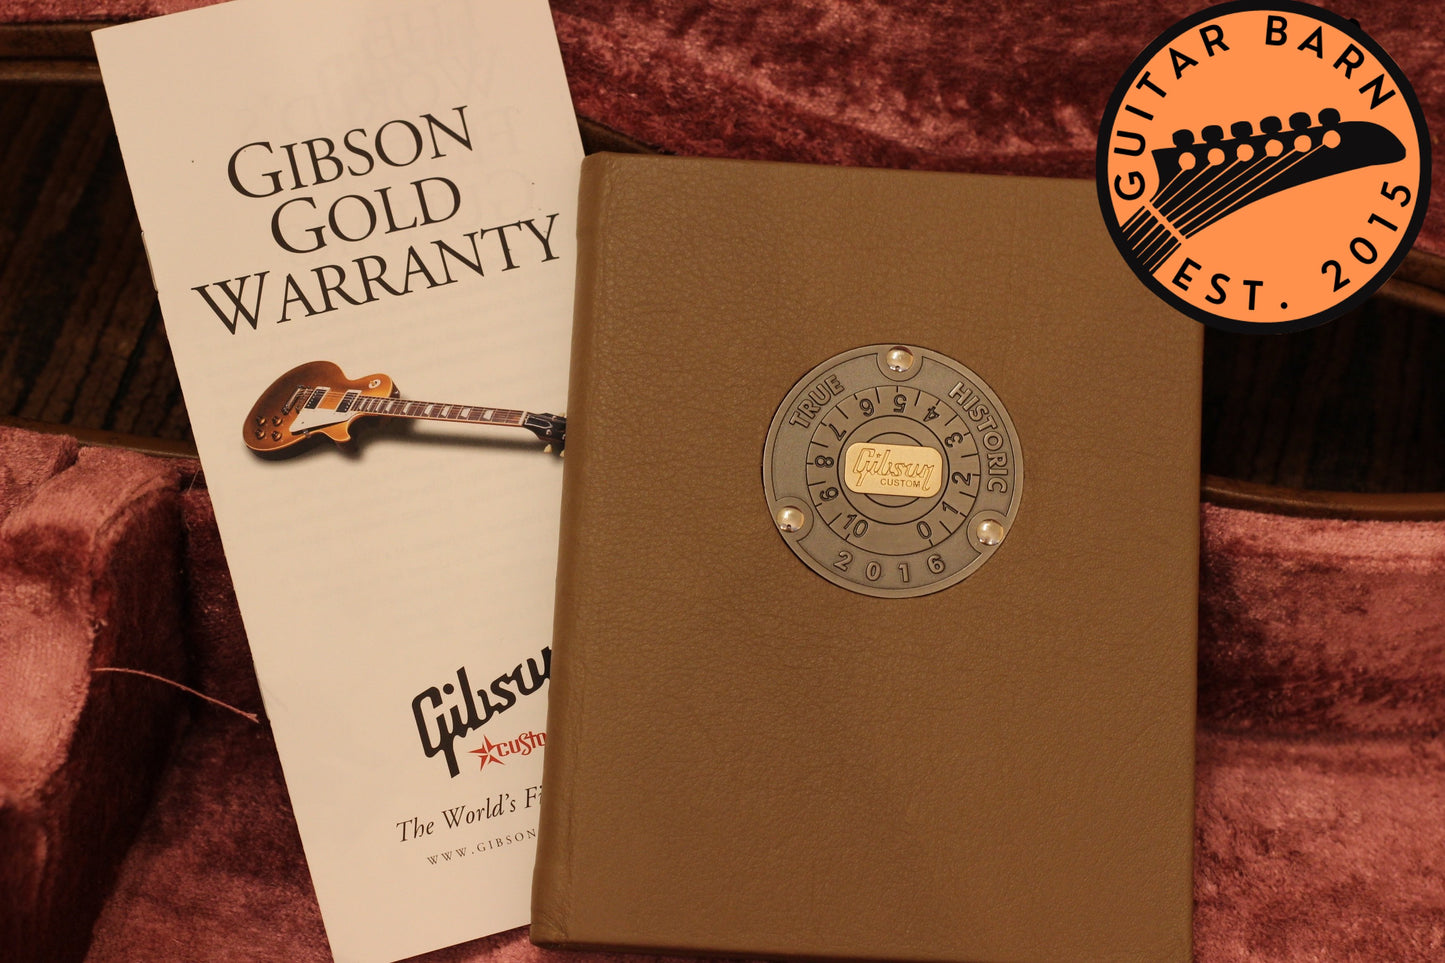 GIBSON
GOLD
WARRANTY
Gibson
The World's
WWW.GIBSON
TRUE HISTORIC
0 1 2 3 4 5 6 7 8 9 10
Gibson
CUSTOM
2016
GUITAR BARN
EST. 2015